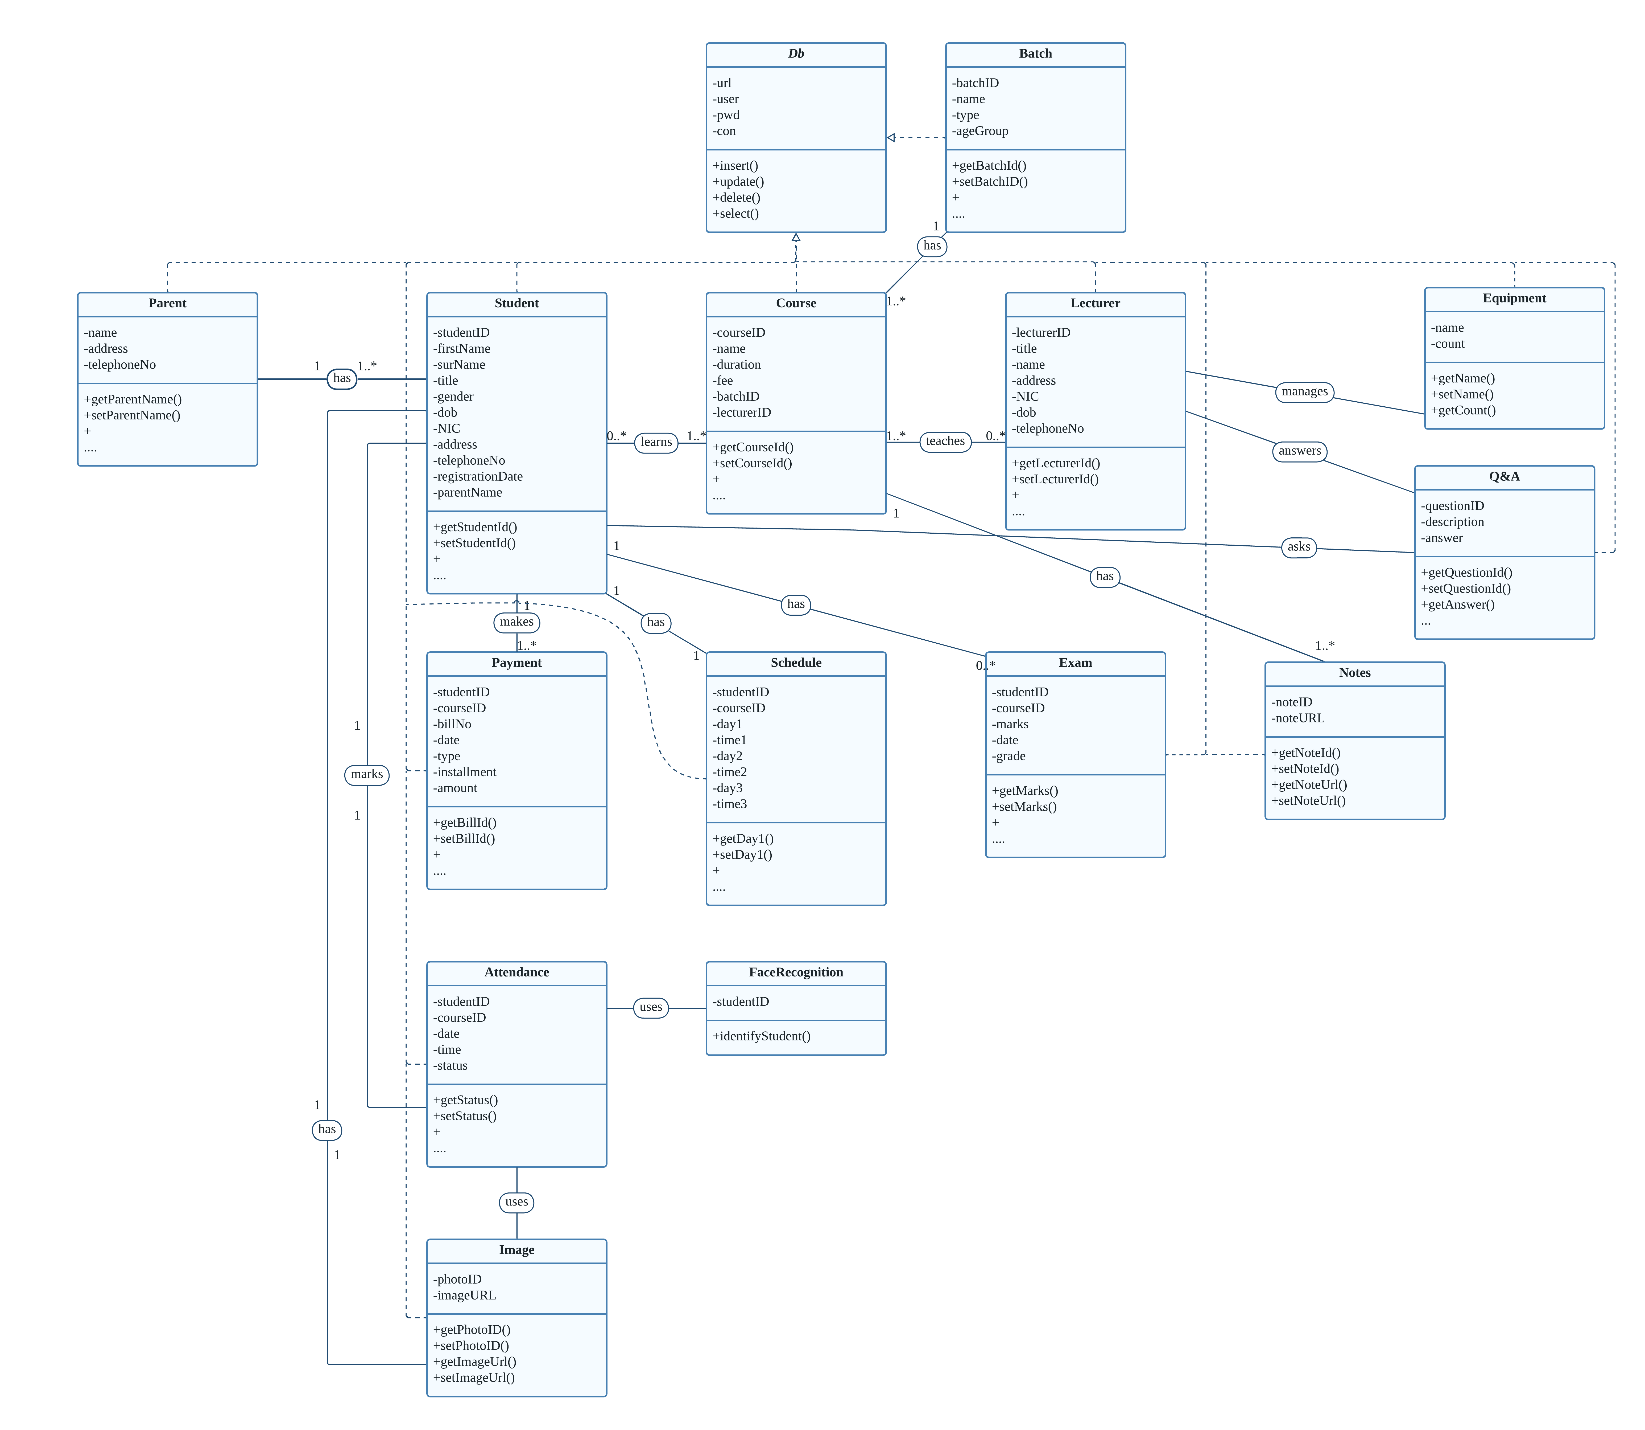 Db
-url
-user
-pwd
-con
+insert()
+update()
+delete()
+select()
Batch
-batchID
-name
-type
-ageGroup
+getBatchId()
+setBatchID()
+
....
1
has
1..*
Parent
-name
-address
-telephoneNo
+getParentName()
+setParentName()
+
....
1
has
1..*
Student
-studentID
-firstName
-surName
-title
-gender
-dob
-NIC
-address
-telephoneNo
-registrationDate
-parentName
+getStudentId()
+setStudentId()
+
....
0..*
learns
1..*
Course
-courseID
-name
-duration
-fee
-batchID
-lecturerID
+getCourseId()
+setCourseId()
+
....
1..*
teaches
0..*
Lecturer
-lecturerID
-title
-name
-address
-NIC
-dob
-telephoneNo
+getLecturerId()
+setLecturerId()
+
....
manages
answers
Equipment
-name
-count
+getName()
+setName()
+getCount()
Q&A
-questionID
-description
-answer
+getQuestionId()
+setQuestionId()
+getAnswer()
...
asks
1
has
1..*
1
has
0..*
1
has
1
1
makes
1..*
Payment
-studentID
-courseID
-billNo
-date
-type
-installment
-amount
+getBillId()
+setBillId()
+
....
Schedule
-studentID
-courseID
-day1
-time1
-day2
-time2
-day3
-time3
+getDay1()
+setDay1()
+
....
Exam
-studentID
-courseID
-marks
-date
-grade
+getMarks()
+setMarks()
+
....
Notes
-noteID
-noteURL
+getNoteId()
+setNoteId()
+getNoteUrl()
+setNoteUrl()
1
marks
1
Attendance
-studentID
-courseID
-date
-time
-status
+getStatus()
+setStatus()
+
....
uses
FaceRecognition
-studentID
+identifyStudent()
1
has
1
uses
Image
-photoID
-imageURL
+getPhotoID()
+setPhotoID()
+getImageUrl()
+setImageUrl()